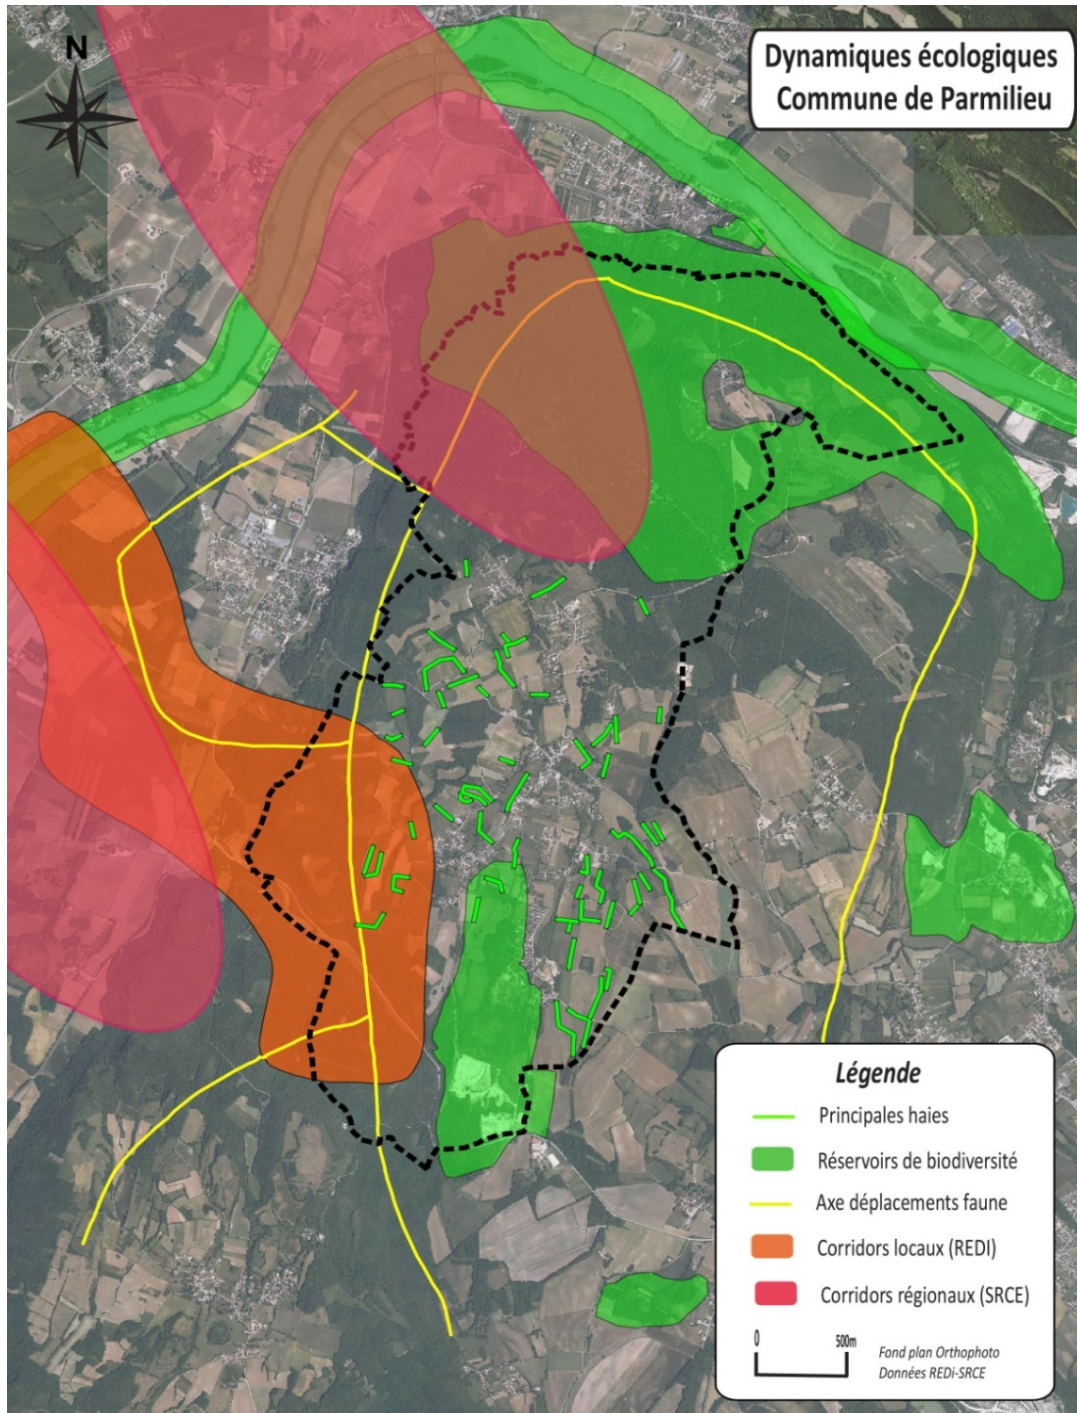 N
Dynamiques écologiques
Commune de Parmilieu
Légende
Principales haies
Réservoirs de biodiversité
Axe déplacements faune
Corridors locaux (REDI)
Corridors régionaux (SRCE)
0 500m
Fond plan Orthophoto
Données REDi-SRCE